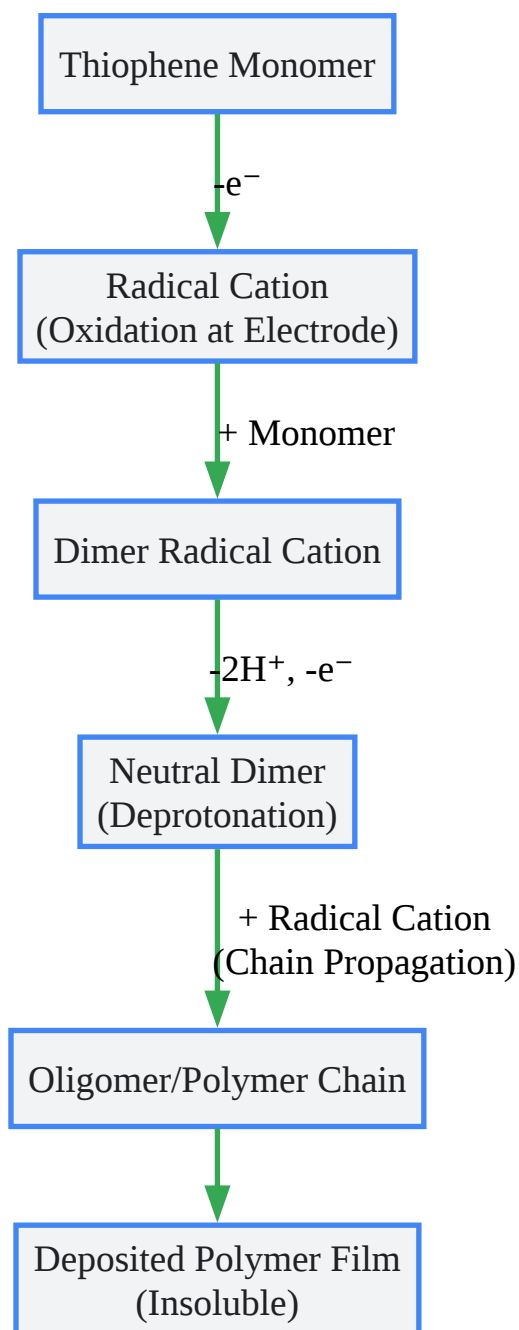 Thiophene Monomer
-e⁻
Radical Cation
(Oxidation at Electrode)
+ Monomer
Dimer Radical Cation
-2H⁺, -e⁻
Neutral Dimer
(Deprotonation)
+ Radical Cation
(Chain Propagation)
Oligomer/Polymer Chain
Deposited Polymer Film
(Insoluble)